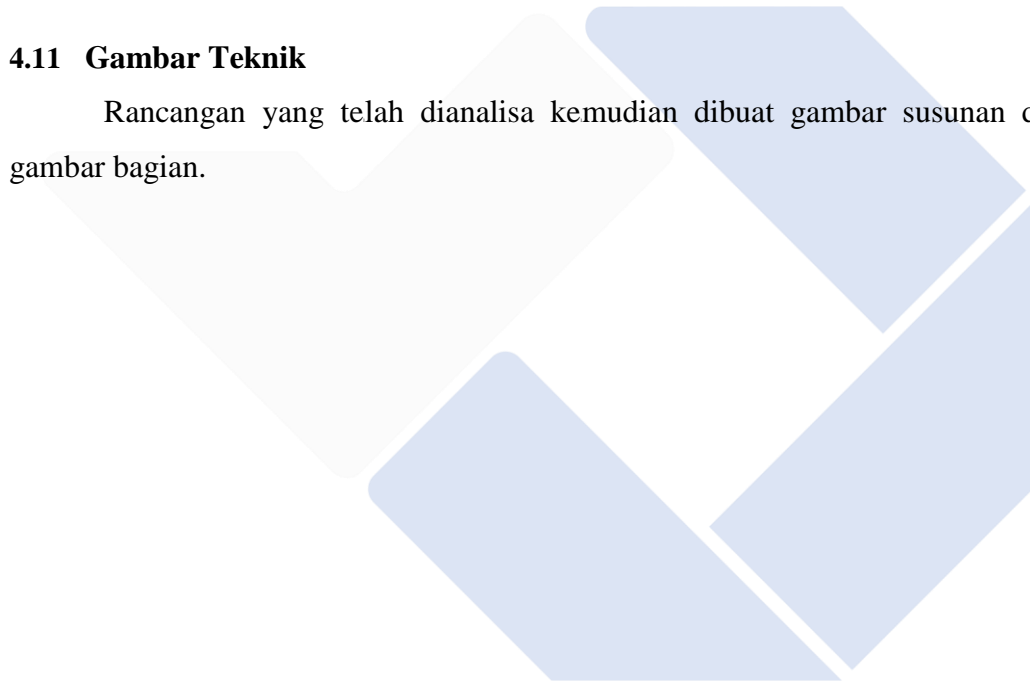 4.11 Gambar Teknik
Rancangan yang telah dianalisa kemudian dibuat gambar susunan
gambar bagian.